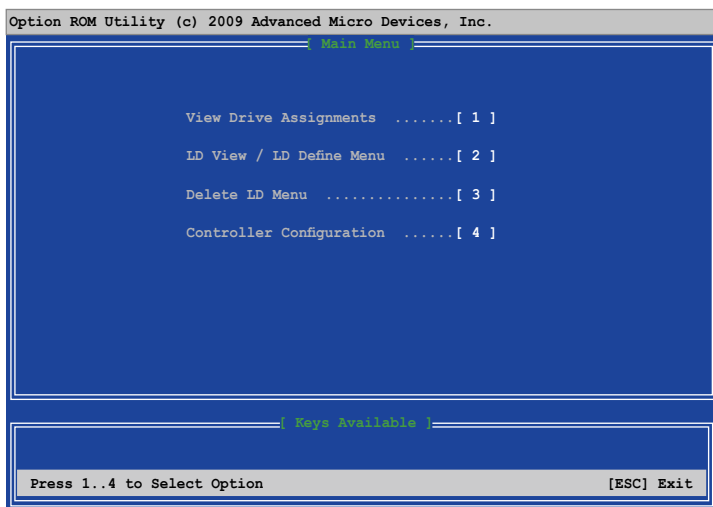 Option ROM Utility (c) 2009 Advanced Micro Devices, Inc.
[ Main Menu ]
View Drive Assignments .......[ 1 ]
LD View / LD Define Menu ......[ 2 ]
Delete LD Menu ...............[ 3 ]
Controller Configuration ......[ 4 ]
[ Keys Available ]
Press 1..4 to Select Option [ESC] Exit